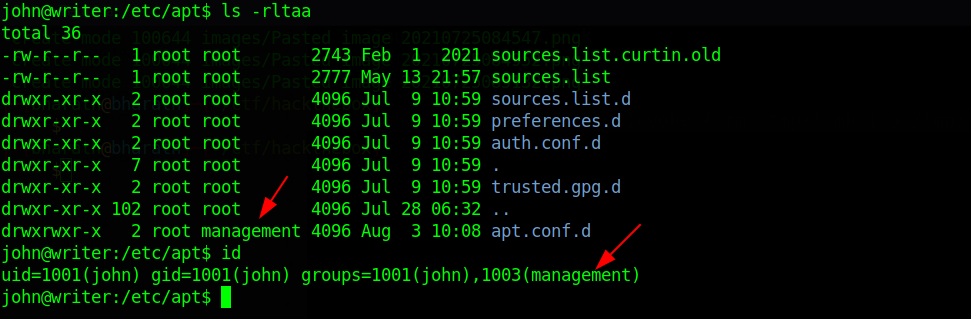 john@writer:/etc/apt$ ls -rltaa
total 36
-rw-r--r--   1 root root       2743 Feb  1  2021 sources.list.curtin.old
-rw-r--r--   1 root root       2777 May 13 21:57 sources.list
drwxr-xr-x   2 root root       4096 Jul  9 10:59 sources.list.d
drwxr-xr-x   2 root root       4096 Jul  9 10:59 preferences.d
drwxr-xr-x   2 root root       4096 Jul  9 10:59 auth.conf.d
drwxr-xr-x   7 root root       4096 Jul  9 10:59 .
drwxr-xr-x   2 root root       4096 Jul  9 10:59 trusted.gpg.d
drwxr-xr-x 102 root root       4096 Jul 28 06:32 ..
drwxrwxr-x   2 root management 4096 Aug  3 10:08 apt.conf.d
john@writer:/etc/apt$ id
uid=1001(john) gid=1001(john) groups=1001(john),1003(management)
john@writer:/etc/apt$